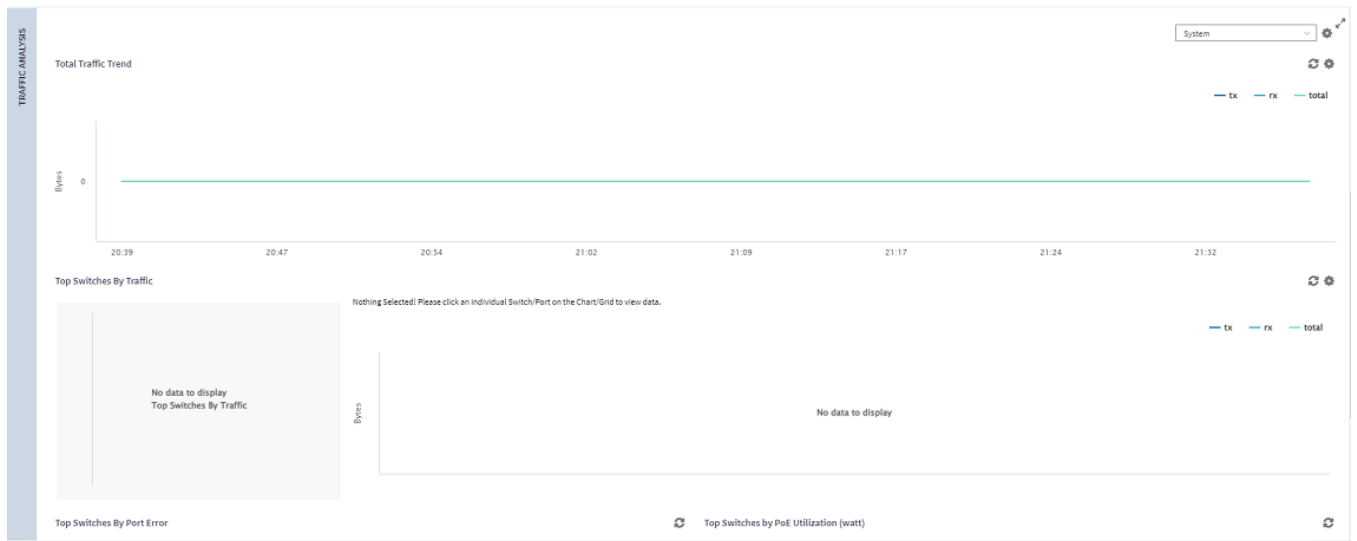 TRAFFIC ANALYSIS
System
Total Traffic Trend
tx rx total
Bytes
0
20:39 20:47 20:54 21:02 21:09 21:17 21:24 21:32
Top Switches By Traffic
Nothing Selected! Please click an individual Switch/Port on the Chart/Grid to view data.
tx rx total
No data to display
Top Switches By Traffic
Bytes
No data to display
Top Switches By Port Error
Top Switches by PoE Utilization (watt)